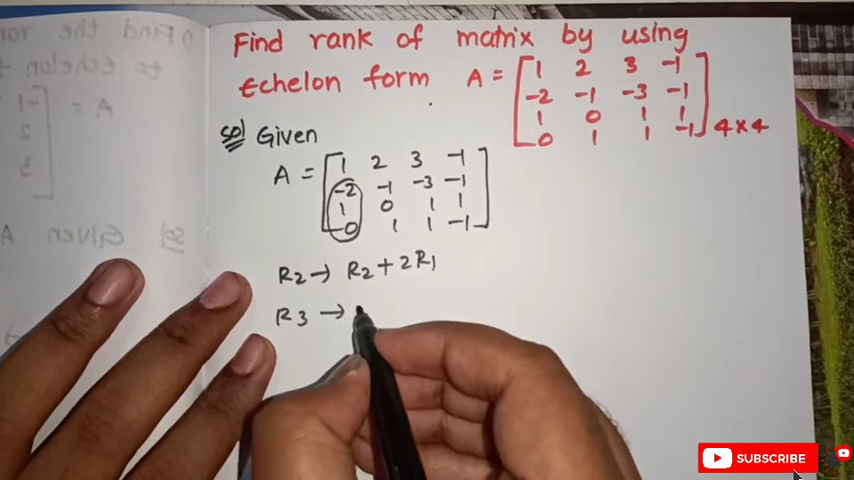 Find rank of matrix by using
Echelon form A = [1 2 3 -1
-2 -1 -3 -1
1 0 1 1
0 1 1 -1] 4×4
Sol Given
A = [1 2 3 -1
-2 -1 -3 -1
1 0 1 1
0 1 1 -1]
R2 → R2 + 2R1
R3 →
SUBSCRIBE